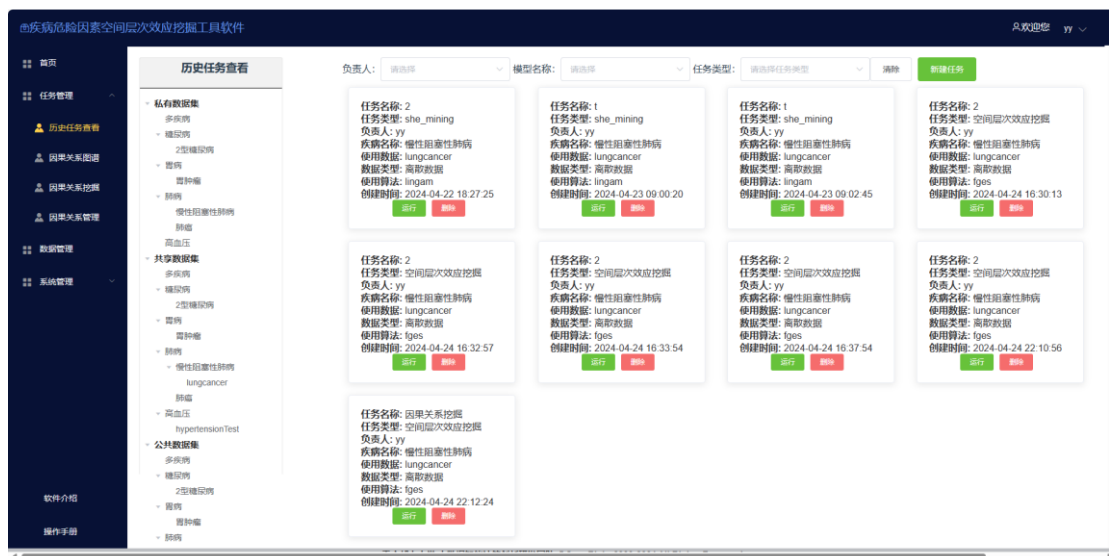 疾病危险因素空间层次效应挖掘工具软件
欢迎您 yy
首页
任务管理
历史任务查看
因果关系图谱
因果关系挖掘
因果关系管理
数据管理
系统管理
软件介绍
操作手册
历史任务查看
私有数据集
多疾病
糖尿病
2型糖尿病
胃病
胃肿瘤
肺病
慢性阻塞性肺病
肺癌
高血压
共享数据集
多疾病
糖尿病
2型糖尿病
胃病
胃肿瘤
肺病
慢性阻塞性肺病
lungcancer
肺癌
高血压
hypertensionTest
公共数据集
多疾病
糖尿病
2型糖尿病
胃病
胃肿瘤
肺病
负责人: 请选择 模型名称: 请选择 任务类型: 请选择任务类型 清除 新建任务
任务名称: 2
任务类型: she_mining
负责人: yy
疾病名称: 慢性阻塞性肺病
使用数据: lungcancer
数据类型: 离散数据
使用算法: lingam
创建时间: 2024-04-22 18:27:25
运行 删除
任务名称: t
任务类型: she_mining
负责人: yy
疾病名称: 慢性阻塞性肺病
使用数据: lungcancer
数据类型: 离散数据
使用算法: lingam
创建时间: 2024-04-23 09:00:20
运行 删除
任务名称: t
任务类型: she_mining
负责人: yy
疾病名称: 慢性阻塞性肺病
使用数据: lungcancer
数据类型: 离散数据
使用算法: lingam
创建时间: 2024-04-23 09:02:45
运行 删除
任务名称: 2
任务类型: 空间层次效应挖掘
负责人: yy
疾病名称: 慢性阻塞性肺病
使用数据: lungcancer
数据类型: 离散数据
使用算法: fges
创建时间: 2024-04-24 16:30:13
运行 删除
任务名称: 2
任务类型: 空间层次效应挖掘
负责人: yy
疾病名称: 慢性阻塞性肺病
使用数据: lungcancer
数据类型: 离散数据
使用算法: fges
创建时间: 2024-04-24 16:32:57
运行 删除
任务名称: 2
任务类型: 空间层次效应挖掘
负责人: yy
疾病名称: 慢性阻塞性肺病
使用数据: lungcancer
数据类型: 离散数据
使用算法: fges
创建时间: 2024-04-24 16:33:54
运行 删除
任务名称: 2
任务类型: 空间层次效应挖掘
负责人: yy
疾病名称: 慢性阻塞性肺病
使用数据: lungcancer
数据类型: 离散数据
使用算法: fges
创建时间: 2024-04-24 16:37:54
运行 删除
任务名称: 2
任务类型: 空间层次效应挖掘
负责人: yy
疾病名称: 慢性阻塞性肺病
使用数据: lungcancer
数据类型: 离散数据
使用算法: fges
创建时间: 2024-04-24 22:10:56
运行 删除
任务名称: 因果关系挖掘
任务类型: 空间层次效应挖掘
负责人: yy
疾病名称: 慢性阻塞性肺病
使用数据: lungcancer
数据类型: 离散数据
使用算法: fges
创建时间: 2024-04-24 22:12:24
运行 删除